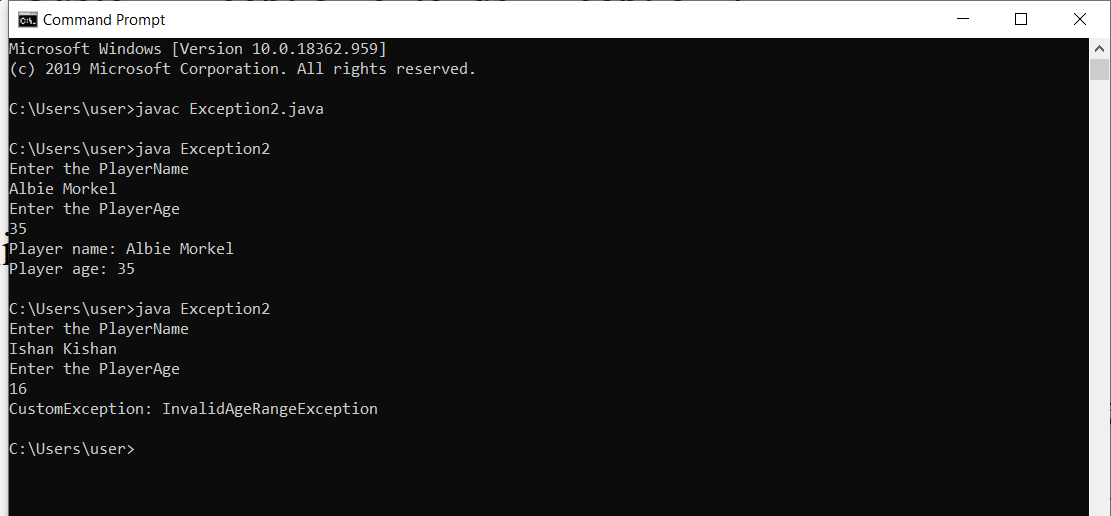 Command Prompt
Microsoft Windows [Version 10.0.18362.959]
(c) 2019 Microsoft Corporation. All rights reserved.
C:\Users\user>javac Exception2.java
C:\Users\user>java Exception2
Enter the PlayerName
Albie Morkel
Enter the PlayerAge
35
Player name: Albie Morkel
Player age: 35
C:\Users\user>java Exception2
Enter the PlayerName
Ishan Kishan
Enter the PlayerAge
16
CustomException: InvalidAgeRangeException
C:\Users\user>